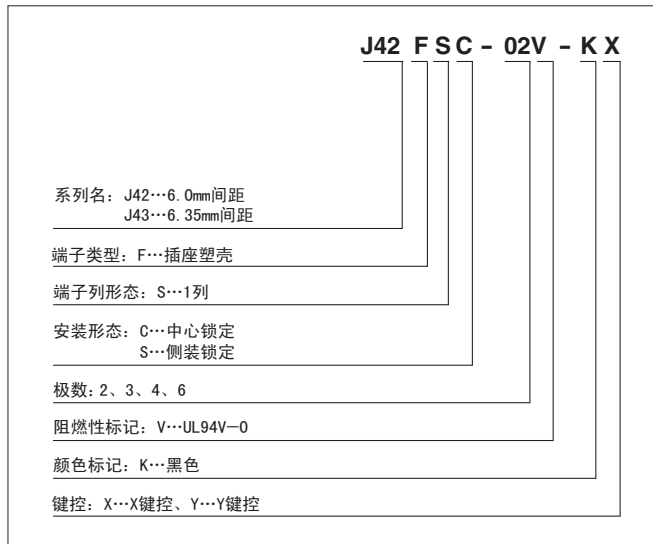 J42 F S C - 02V - K X
系列名: J42…6.0mm间距
J43…6.35mm间距
端子类型: F…插座塑壳
端子列形态: S…1列
安装形态: C…中心锁定
S…侧装锁定
极数: 2、3、4、6
阻燃性标记: V…UL94V—0
颜色标记: K…黑色
键控: X…X键控、Y…Y键控